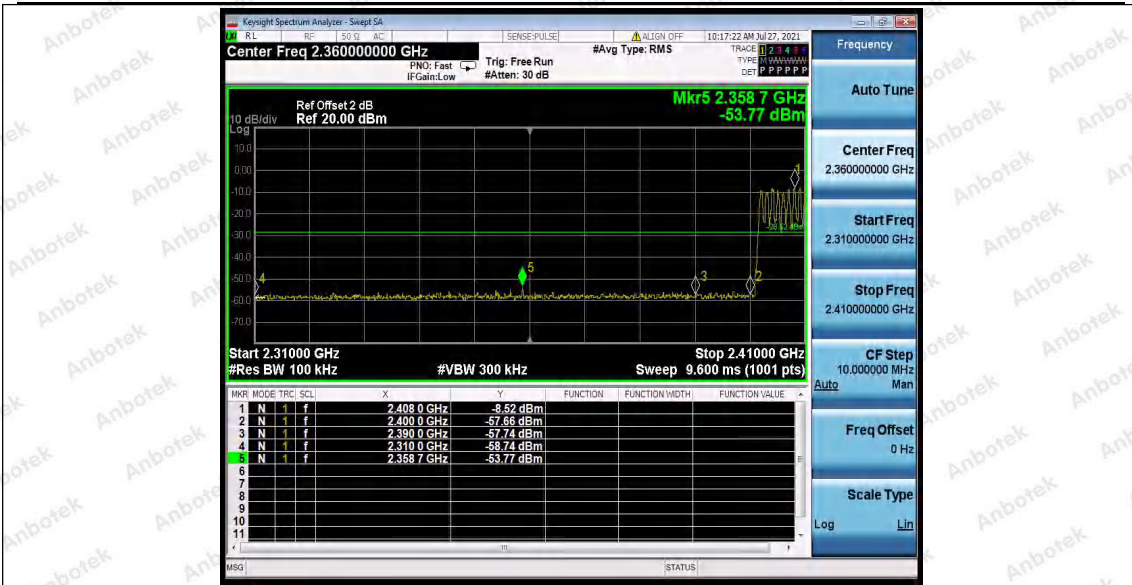 Keysight Spectrum Analyzer - Swept SA
RL RF 50 Ω AC SENSE:PULSE ALIGN OFF 10:17:22 AM Jul 27, 2021
Center Freq 2.360000000 GHz
PNO: Fast
IFGain:Low
Trig: Free Run
#Atten: 30 dB
#Avg Type: RMS
TRACE 1 2 3 4 5 6
TYPE M WWWWW
DET P P P P P P
Ref Offset 2 dB
10 dB/div Ref 20.00 dBm
Log
Mkr5 2.358 7 GHz
-53.77 dBm
10.0
0.00
-10.0
-20.0
-30.0
-40.0
-50.0
-60.0
-70.0
1
2
3
4
5
Start 2.31000 GHz Stop 2.41000 GHz
#Res BW 100 kHz #VBW 300 kHz Sweep 9.600 ms (1001 pts)
MKR MODE TRC SCL X Y FUNCTION FUNCTION WIDTH FUNCTION VALUE
1 N 1 f 2.408 0 GHz -8.52 dBm
2 N 1 f 2.400 0 GHz -57.66 dBm
3 N 1 f 2.390 0 GHz -57.74 dBm
4 N 1 f 2.310 0 GHz -58.74 dBm
5 N 1 f 2.358 7 GHz -53.77 dBm
6
7
8
9
10
11
MSG STATUS
Frequency
Auto Tune
Center Freq
2.360000000 GHz
Start Freq
2.310000000 GHz
Stop Freq
2.410000000 GHz
CF Step
10.000000 MHz
Auto Man
Freq Offset
0 Hz
Scale Type
Log Lin
Anbotek